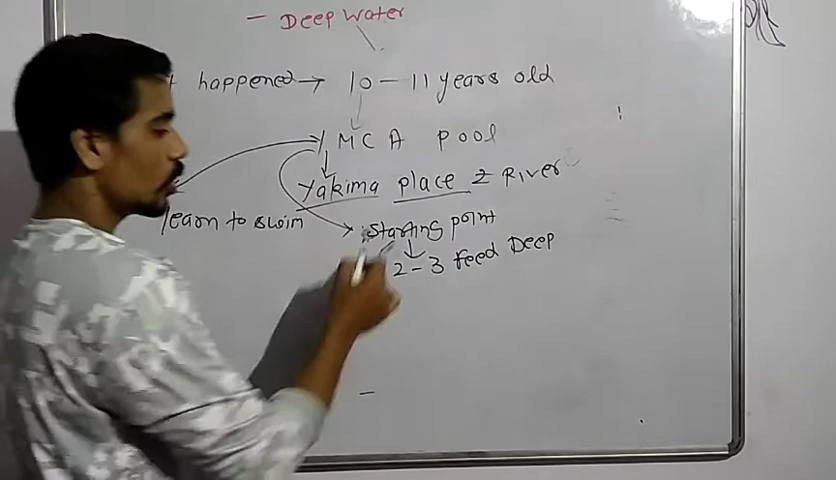 - Deep Water
happened → 10 - 11 years old
YMCA pool
Yakima place & River
learn to swim
starting point
2 - 3 feed Deep